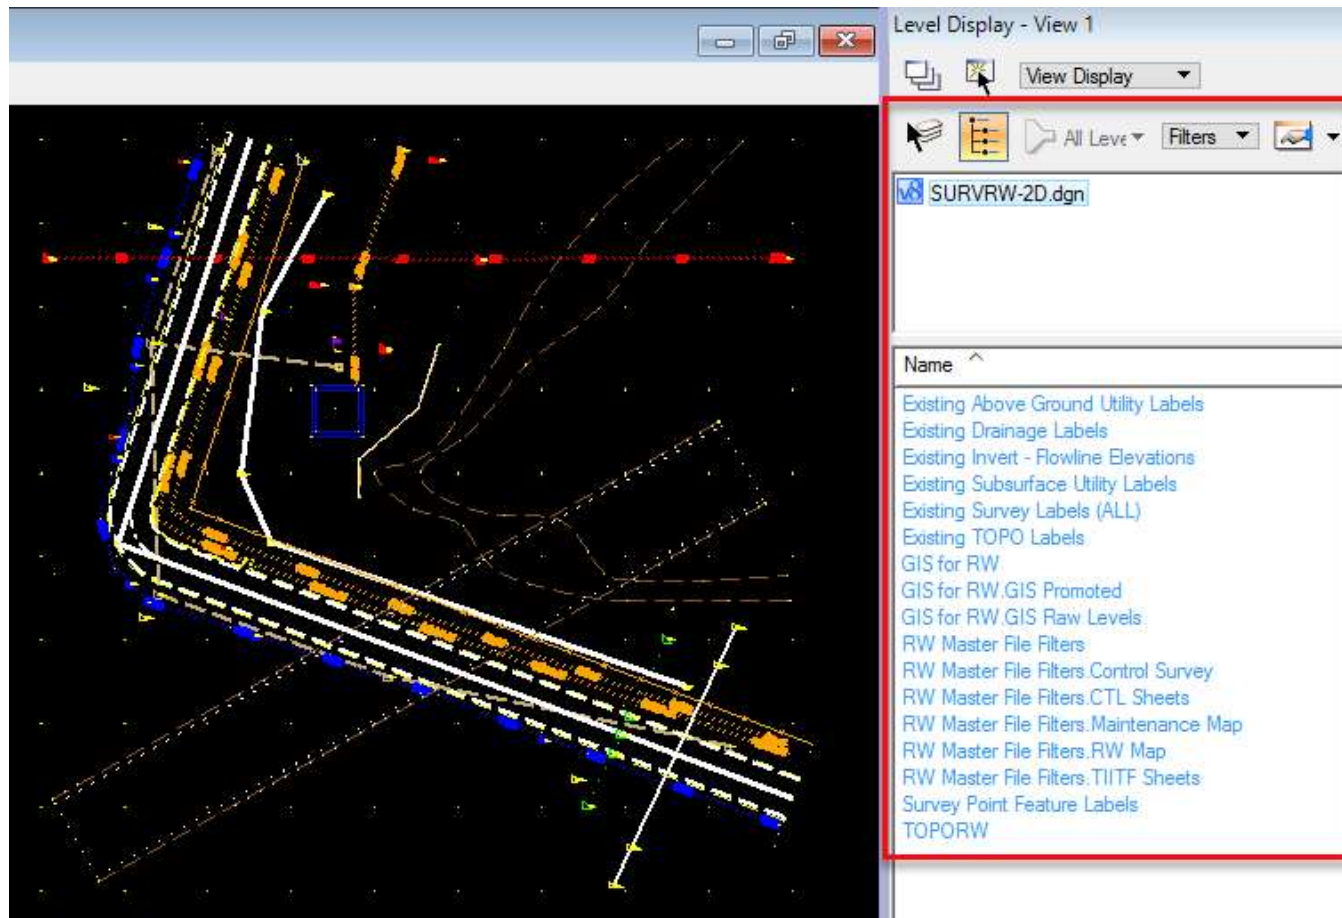 Level Display - View 1
View Display
All Leve
Filters
SURVRW-2D.dgn
Name
Existing Above Ground Utility Labels
Existing Drainage Labels
Existing Invert - Flowline Elevations
Existing Subsurface Utility Labels
Existing Survey Labels (ALL)
Existing TOPO Labels
GIS for RW
GIS for RW.GIS Promoted
GIS for RW.GIS Raw Levels
RW Master File Filters
RW Master File Filters.Control Survey
RW Master File Filters.CTL Sheets
RW Master File Filters.Maintenance Map
RW Master File Filters.RW Map
RW Master File Filters.TIITF Sheets
Survey Point Feature Labels
TOPORW